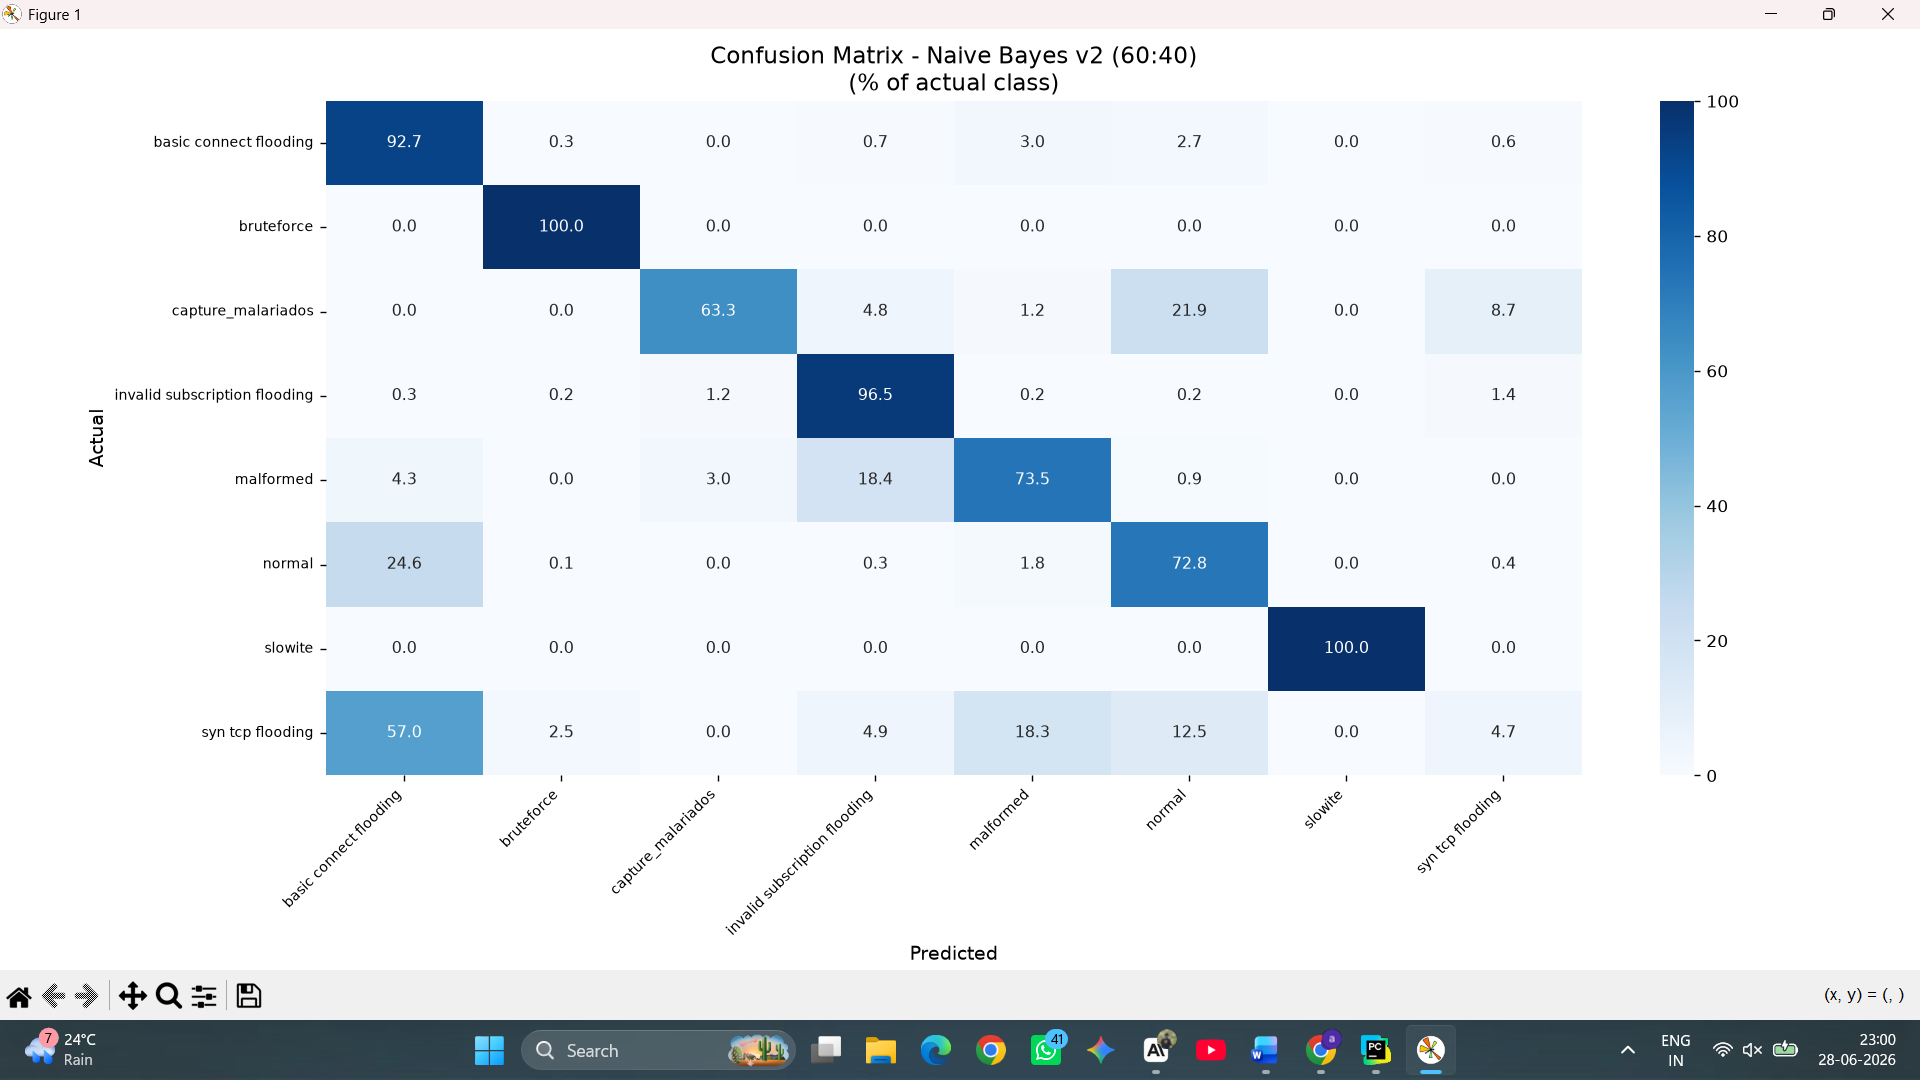 Figure 1
Confusion Matrix - Naive Bayes v2 (60:40)
(% of actual class)
basic connect flooding 92.7 0.3 0.0 0.7 3.0 2.7 0.0 0.6
bruteforce 0.0 100.0 0.0 0.0 0.0 0.0 0.0 0.0
capture_malariados 0.0 0.0 63.3 4.8 1.2 21.9 0.0 8.7
invalid subscription flooding 0.3 0.2 1.2 96.5 0.2 0.2 0.0 1.4
malformed 4.3 0.0 3.0 18.4 73.5 0.9 0.0 0.0
normal 24.6 0.1 0.0 0.3 1.8 72.8 0.0 0.4
slowite 0.0 0.0 0.0 0.0 0.0 0.0 100.0 0.0
syn tcp flooding 57.0 2.5 0.0 4.9 18.3 12.5 0.0 4.7
Actual
100
80
60
40
20
0
basic connect flooding
bruteforce
capture_malariados
invalid subscription flooding
malformed
normal
slowite
syn tcp flooding
Predicted
(x, y) = (, )
7
24°C
Rain
Search
41
AI
W
a
PC
ENG
IN
23:00
28-06-2026